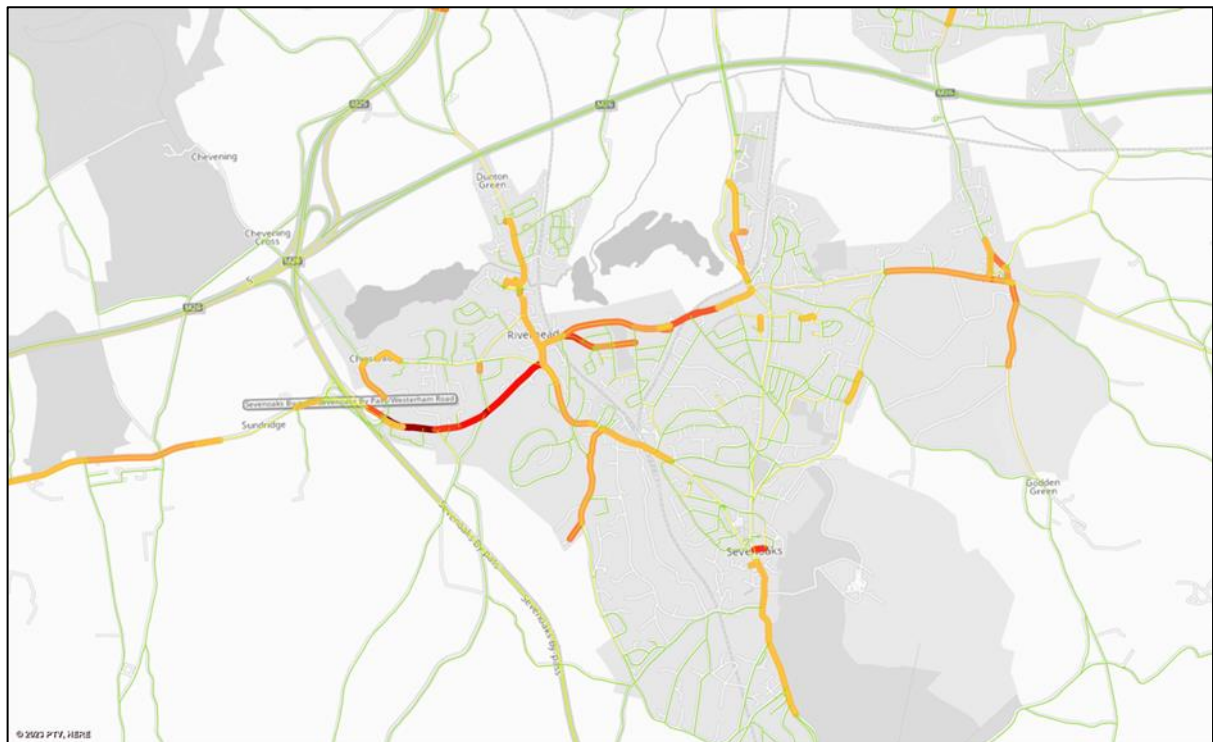 M25
M26
M26
Chevening
Dunton
Green
Chevening
Cross
M26
M26
Riverhead
Sundridge
Godden
Green
Sevenoaks
Sevenoaks By-pass
Sevenoaks By-pass
© 2023 PTV, HERE